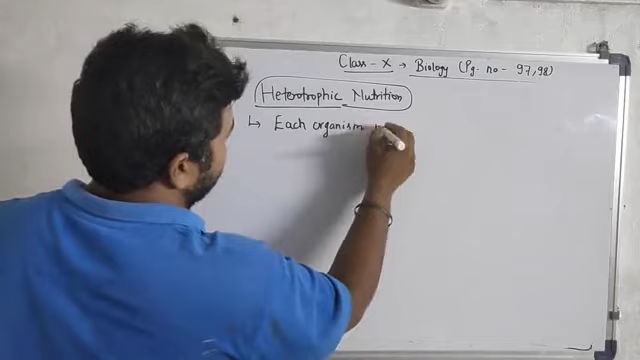 Class-X → Biology (Pg. no - 97,98)
Heterotrophic Nutrition
↳ Each organism